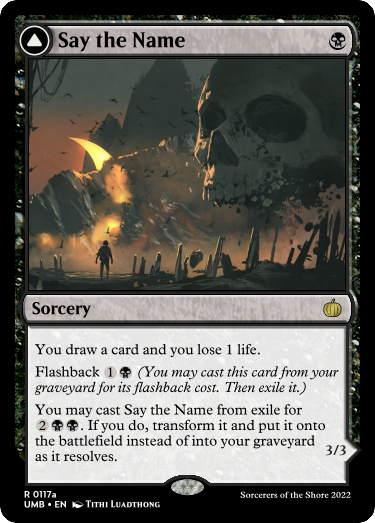 Say the Name
Sorcery
You draw a card and you lose 1 life.
Flashback 1 (You may cast this card from your
graveyard for its flashback cost. Then exile it.)
You may cast Say the Name from exile for
2 . If you do, transform it and put it onto
the battlefield instead of into your graveyard
as it resolves.
3/3
R 0117a
UMB • EN Tithi Luadthong
Sorcerers of the Shore 2022